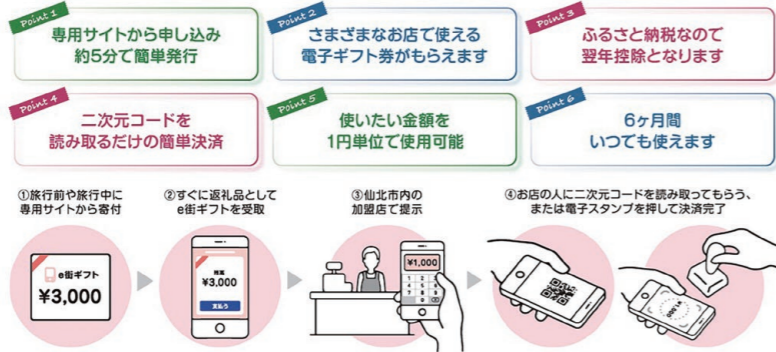 Point 1
専用サイトから申し込み
約5分で簡単発行
Point 2
さまざまなお店で使える
電子ギフト券がもらえます
Point 3
ふるさと納税なので
翌年控除となります
Point 4
二次元コードを
読み取るだけの簡単決済
Point 5
使いたい金額を
1円単位で使用可能
Point 6
6ヶ月間
いつでも使えます
①旅行前や旅行中に
専用サイトから寄付
②すぐに返礼品として
e街ギフトを受取
③仙北市内の
加盟店で提示
④お店の人に二次元コードを読み取ってもらう、
または電子スタンプを押して決済完了
e街ギフト
¥3,000
残高
¥3,000
支払う
¥1,000
1 2 3
4 5 6
7 8 9
0